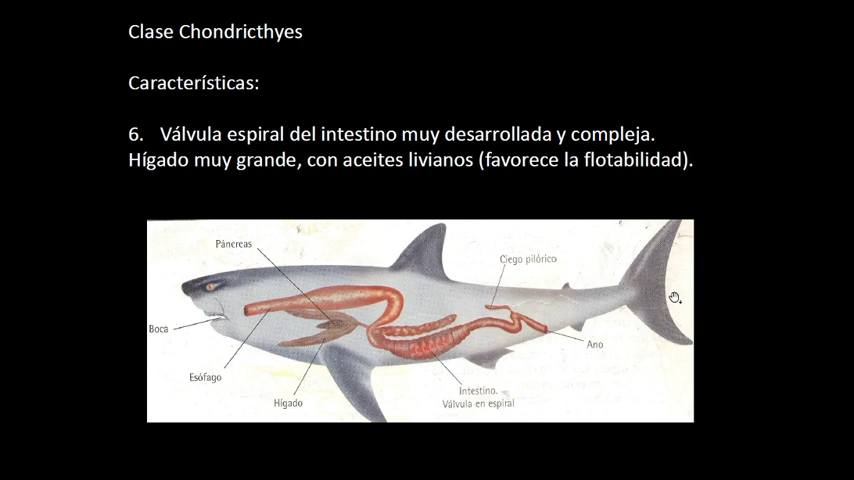 Clase Chondricthyes
Características:
6. Válvula espiral del intestino muy desarrollada y compleja.
Hígado muy grande, con aceites livianos (favorece la flotabilidad).
Páncreas
Ciego pilórico
Boca
Ano
Esófago
Hígado
Intestino.
Válvula en espiral